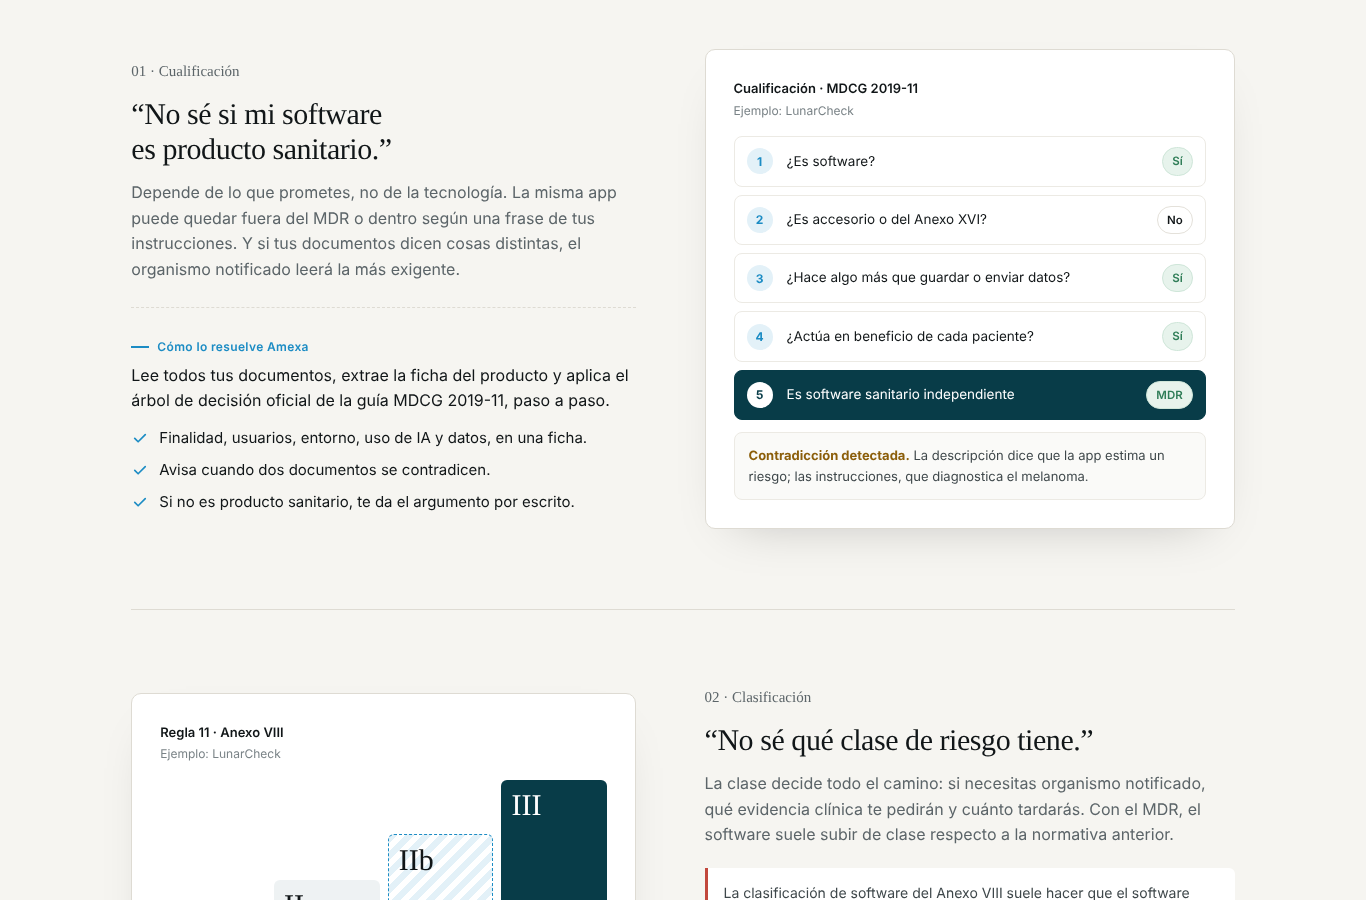 01 · Cualificación
“No sé si mi software
es producto sanitario.”
Depende de lo que prometes, no de la tecnología. La misma app
puede quedar fuera del MDR o dentro según una frase de tus
instrucciones. Y si tus documentos dicen cosas distintas, el
organismo notificado leerá la más exigente.
Cómo lo resuelve Amexa
Lee todos tus documentos, extrae la ficha del producto y aplica el
árbol de decisión oficial de la guía MDCG 2019-11, paso a paso.
Finalidad, usuarios, entorno, uso de IA y datos, en una ficha.
Avisa cuando dos documentos se contradicen.
Si no es producto sanitario, te da el argumento por escrito.
Cualificación · MDCG 2019-11
Ejemplo: LunarCheck
1 ¿Es software? Sí
2 ¿Es accesorio o del Anexo XVI? No
3 ¿Hace algo más que guardar o enviar datos? Sí
4 ¿Actúa en beneficio de cada paciente? Sí
5 Es software sanitario independiente MDR
Contradicción detectada. La descripción dice que la app estima un
riesgo; las instrucciones, que diagnostica el melanoma.
Regla 11 · Anexo VIII
Ejemplo: LunarCheck
III
IIb
02 · Clasificación
“No sé qué clase de riesgo tiene.”
La clase decide todo el camino: si necesitas organismo notificado,
qué evidencia clínica te pedirán y cuánto tardarás. Con el MDR, el
software suele subir de clase respecto a la normativa anterior.
La clasificación de software del Anexo VIII suele hacer que el software